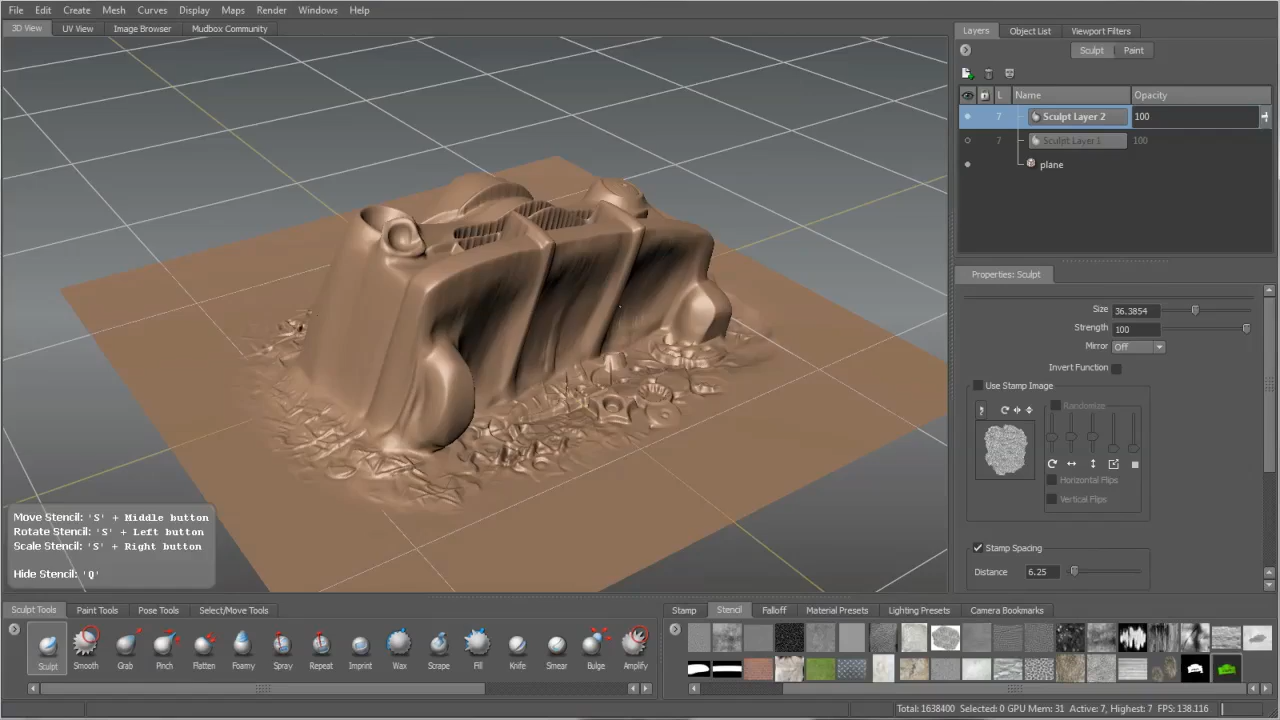 File Edit Create Mesh Curves Display Maps Render Windows Help
3D View UV View Image Browser Mudbox Community
Layers Object List Viewport Filters
Sculpt Paint
L Name Opacity
7 Sculpt Layer 2 100
7 Sculpt Layer 1 100
plane
Properties: Sculpt
Size 36.3854
Strength 100
Mirror Off
Invert Function
Use Stamp Image
Randomize
Horizontal Flips
Vertical Flips
Stamp Spacing
Distance 6.25
Move Stencil: 'S' + Middle button
Rotate Stencil: 'S' + Left button
Scale Stencil: 'S' + Right button
Hide Stencil: 'Q'
Sculpt Tools Paint Tools Pose Tools Select/Move Tools
Sculpt Smooth Grab Pinch Flatten Foamy Spray Repeat Imprint Wax Scrape Fill Knife Smear Bulge Amplify
Stamp Stencil Falloff Material Presets Lighting Presets Camera Bookmarks
Total: 1638400 Selected: 0 GPU Mem: 31 Active: 7, Highest: 7 FPS: 138.116